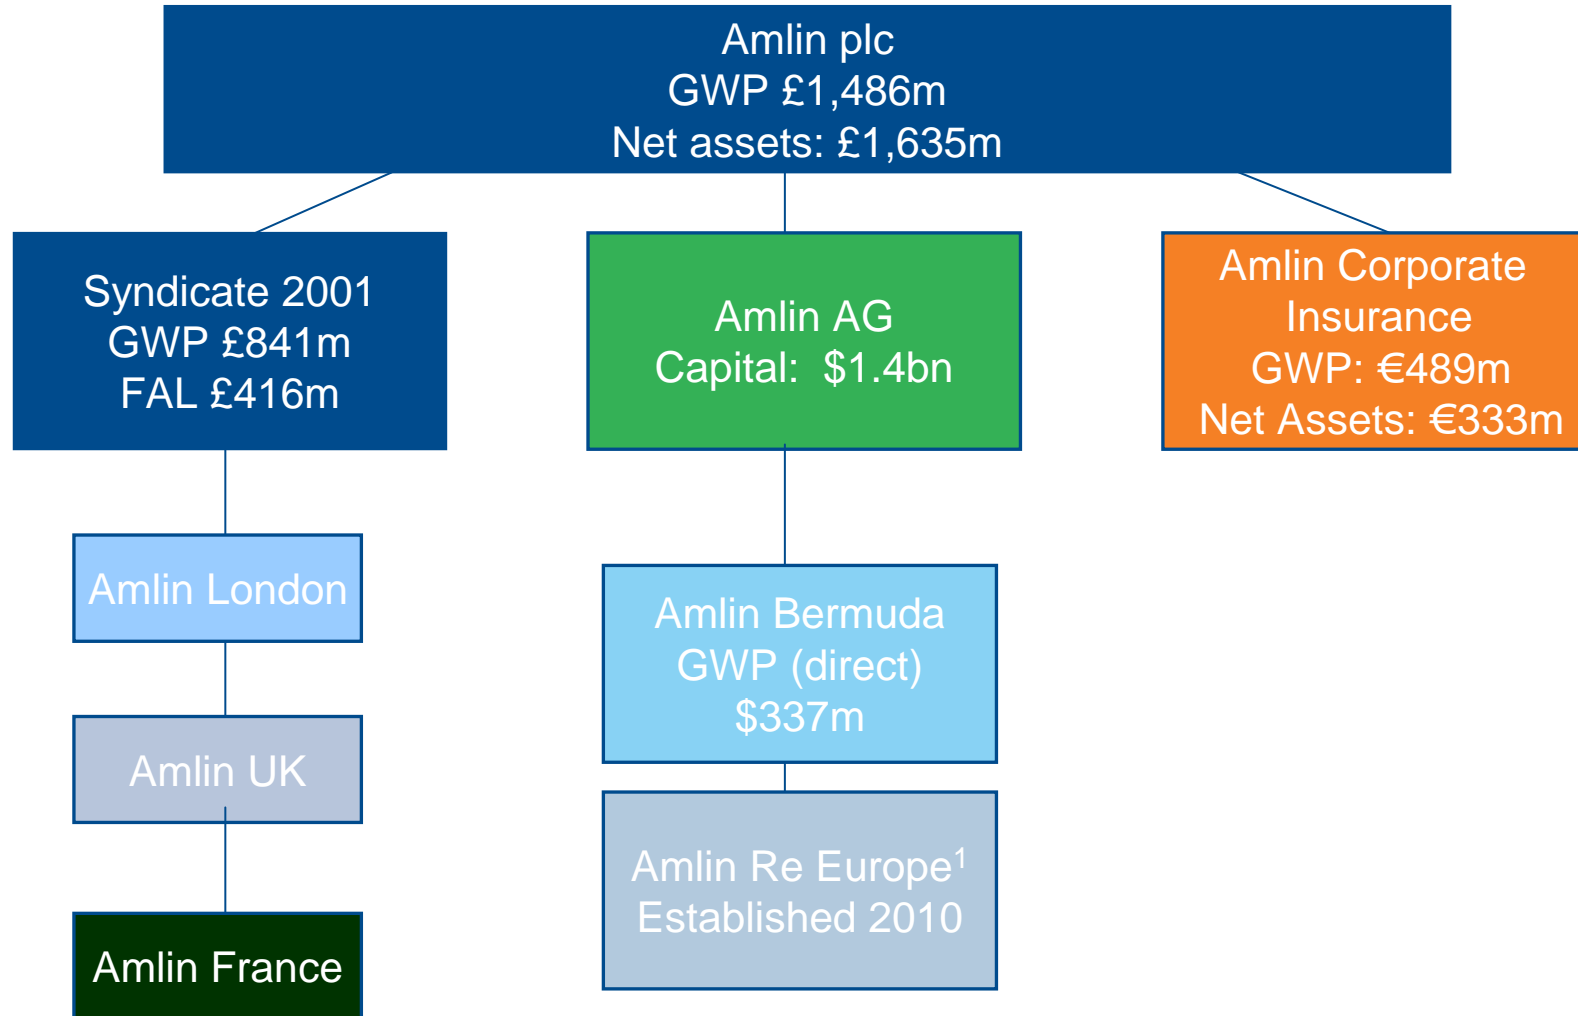 Amlin plc
GWP £1,486m
Net assets: £1,635m
Syndicate 2001
GWP £841m
FAL £416m
Amlin AG
Capital:  $1.4bn
Amlin Corporate
Insurance
GWP: €489m
Net Assets: €333m
Amlin London
Amlin UK
Amlin France
Amlin Bermuda
GWP (direct)
$337m
Amlin Re Europe¹
Established 2010